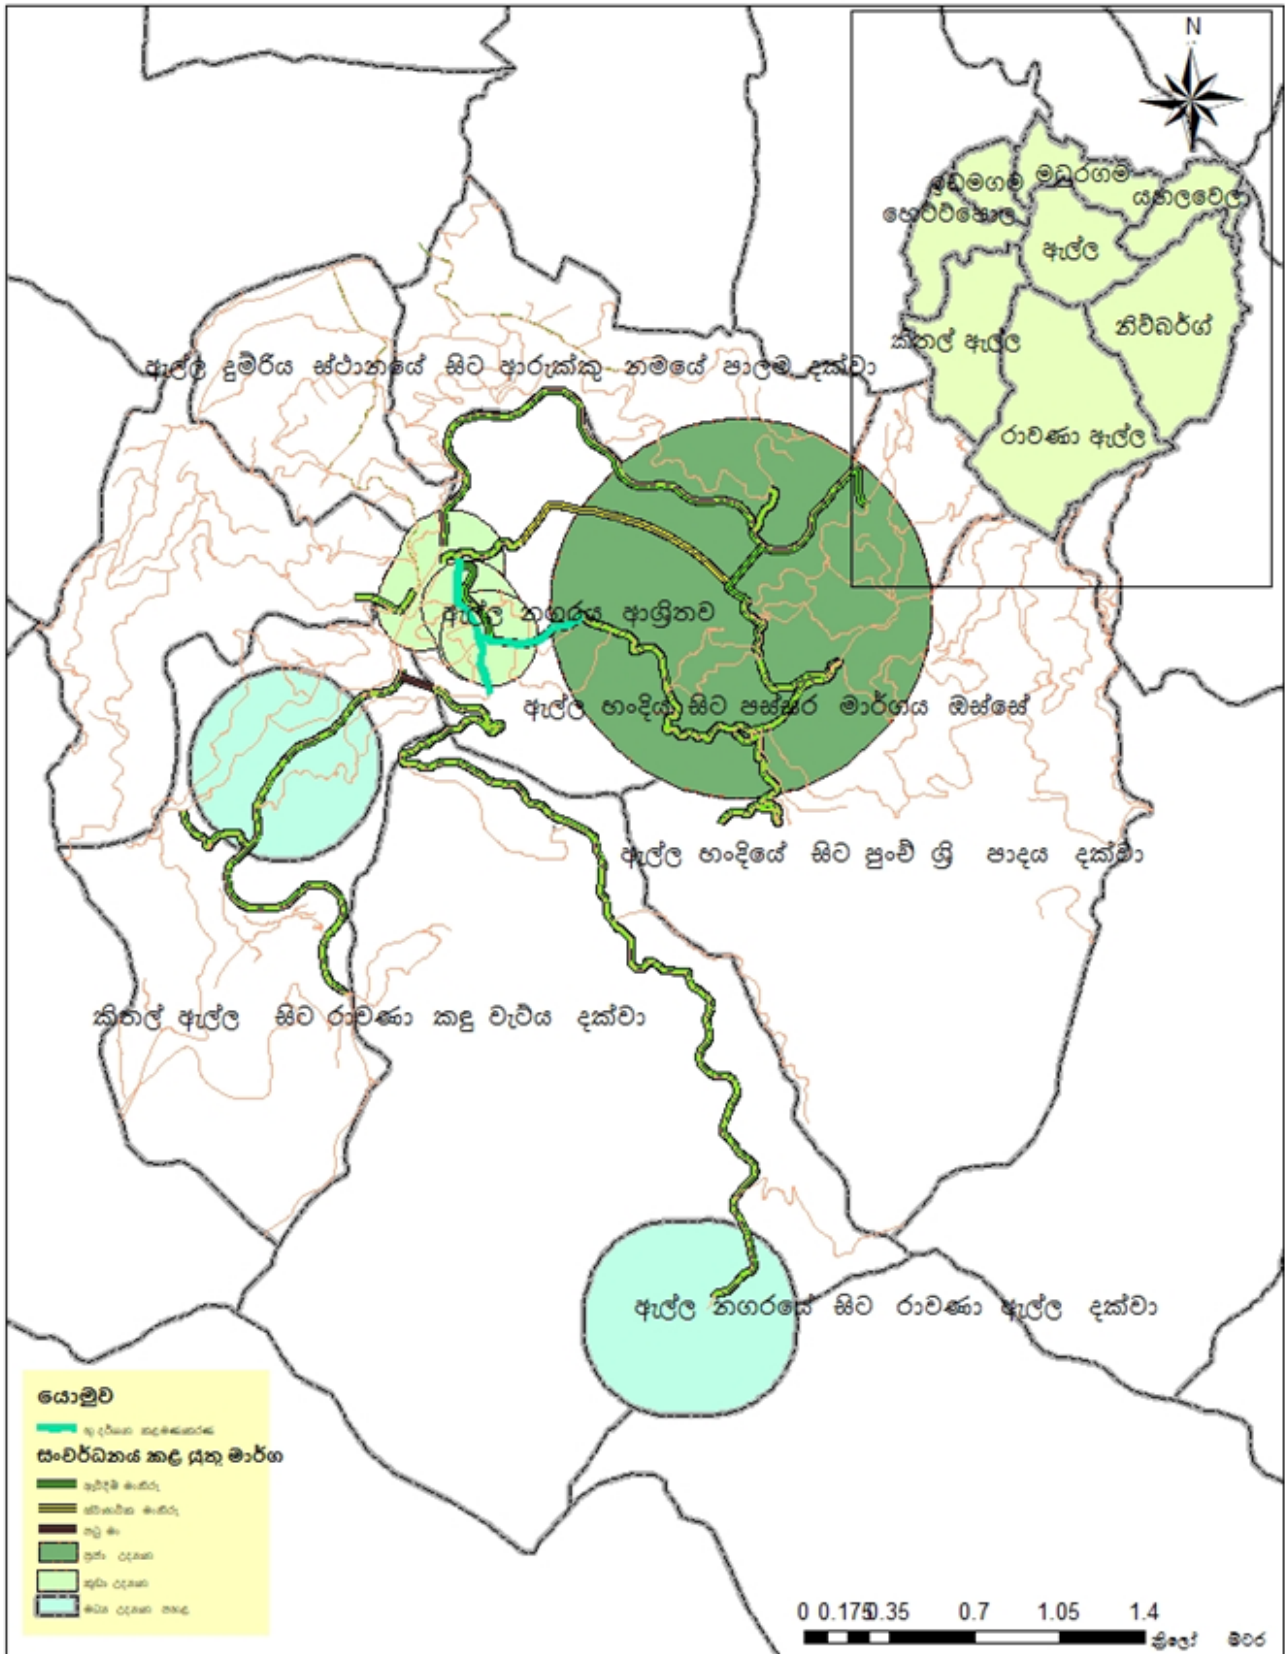 N
මඩුරගම
යහලවෙල
ඇල්ල
නිව්බර්ග්
කිතල් ඇල්ල
රාවණා ඇල්ල
ඇල්ල දුම්රිය ස්ථානයේ සිට ආරුක්කු නමයේ පාලම දක්වා
ඇල්ල නගරය ආශ්‍රිතව
ඇල්ල හංදිය සිට පස්සර මාර්ගය ඔස්සේ
ඇල්ල හංදියේ සිට පුංචි ශ්‍රි පාදය දක්වා
කිතල් ඇල්ල සිට රාවණා කඳු වැටිය දක්වා
ඇල්ල නගරයේ සිට රාවණා ඇල්ල දක්වා
යොමුව
සංවර්ධනය කළ යුතු මාර්ග
0 0.175 0.35 0.7 1.05 1.4
කිලෝ මීටර